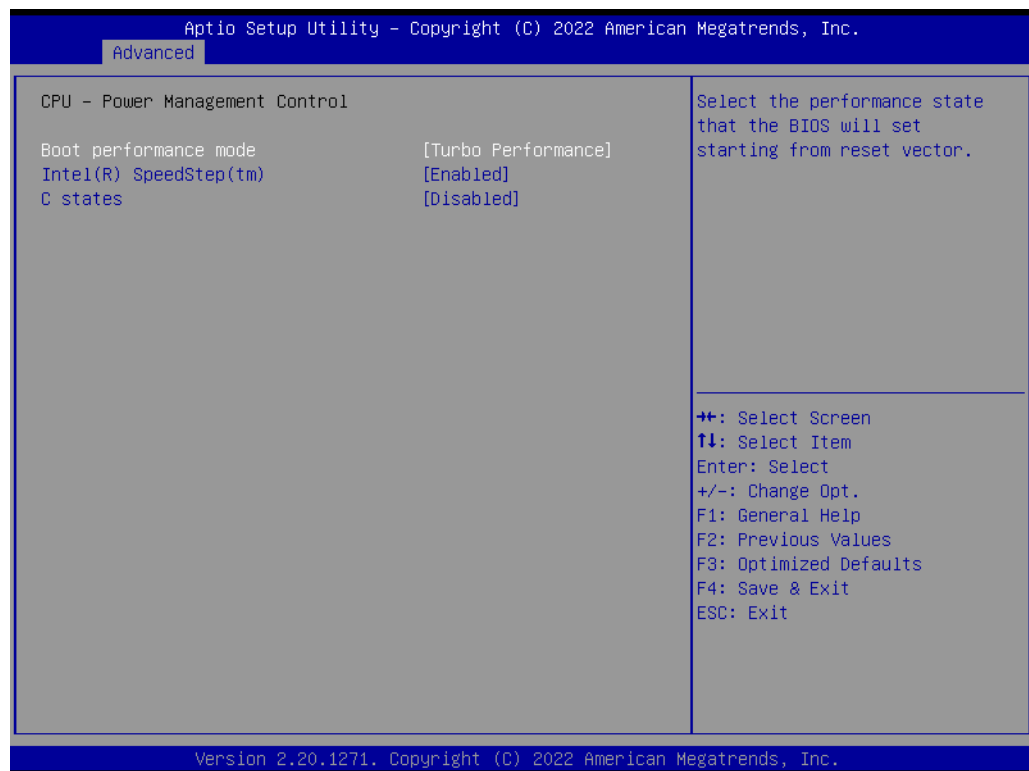 Aptio Setup Utility – Copyright (C) 2022 American Megatrends, Inc.
Advanced
CPU – Power Management Control
Boot performance mode [Turbo Performance]
Intel(R) SpeedStep(tm) [Enabled]
C states [Disabled]
Select the performance state
that the BIOS will set
starting from reset vector.
→←: Select Screen
↑↓: Select Item
Enter: Select
+/-: Change Opt.
F1: General Help
F2: Previous Values
F3: Optimized Defaults
F4: Save & Exit
ESC: Exit
Version 2.20.1271. Copyright (C) 2022 American Megatrends, Inc.